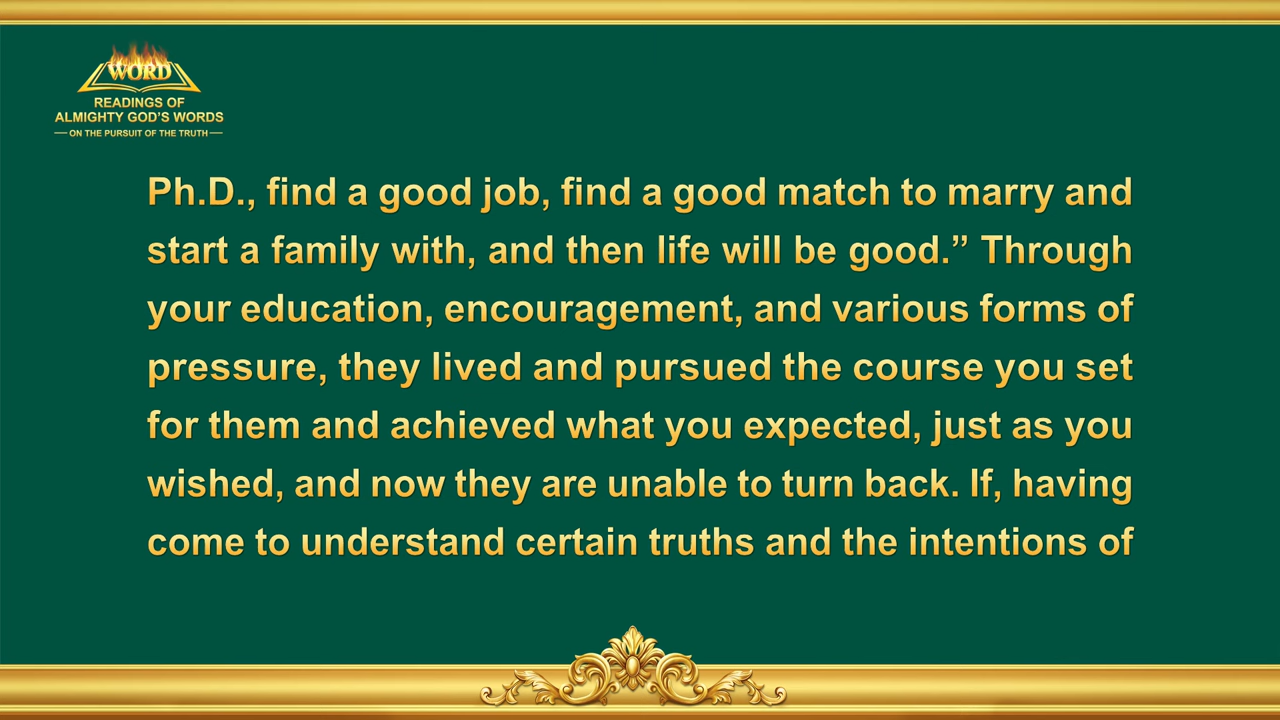 WORD
READINGS OF
ALMIGHTY GOD'S WORDS
ON THE PURSUIT OF THE TRUTH
Ph.D., find a good job, find a good match to marry and
start a family with, and then life will be good.” Through
your education, encouragement, and various forms of
pressure, they lived and pursued the course you set
for them and achieved what you expected, just as you
wished, and now they are unable to turn back. If, having
come to understand certain truths and the intentions of